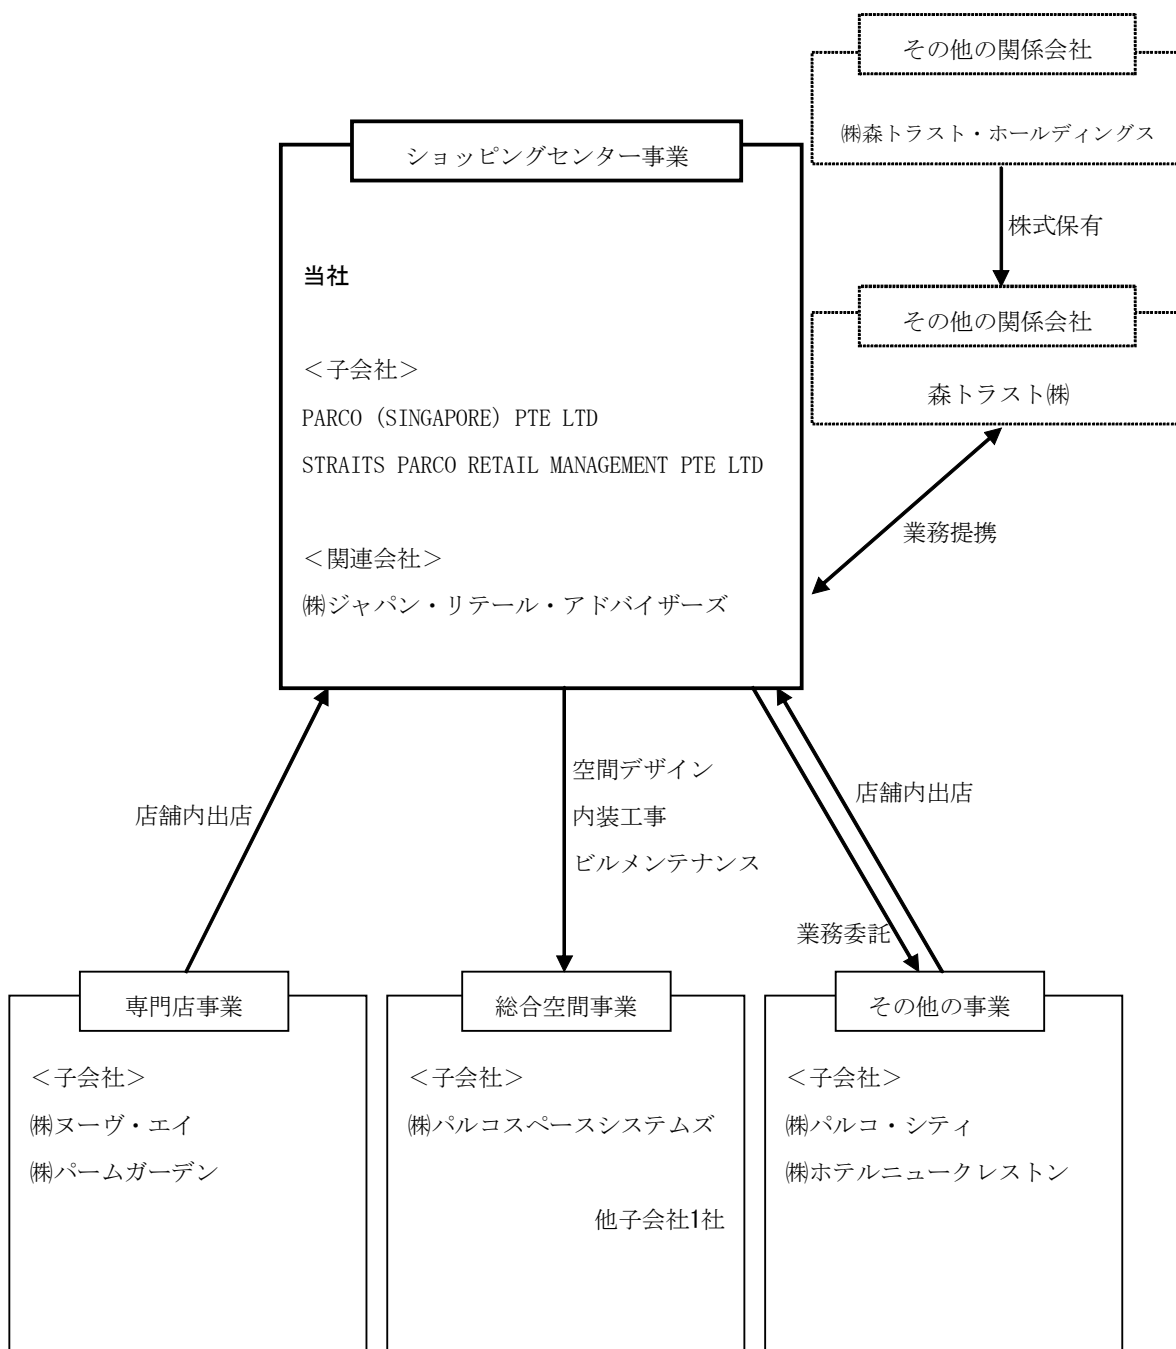 その他の関係会社
㈱森トラスト・ホールディングス
株式保有
その他の関係会社
森トラスト㈱
業務提携
ショッピングセンター事業
当社
＜子会社＞
PARCO (SINGAPORE) PTE LTD
STRAITS PARCO RETAIL MANAGEMENT PTE LTD
＜関連会社＞
㈱ジャパン・リテール・アドバイザーズ
店舗内出店
空間デザイン
内装工事
ビルメンテナンス
店舗内出店
業務委託
専門店事業
＜子会社＞
㈱ヌーヴ・エイ
㈱パームガーデン
総合空間事業
＜子会社＞
㈱パルコスペースシステムズ
他子会社1社
その他の事業
＜子会社＞
㈱パルコ・シティ
㈱ホテルニュークレストン